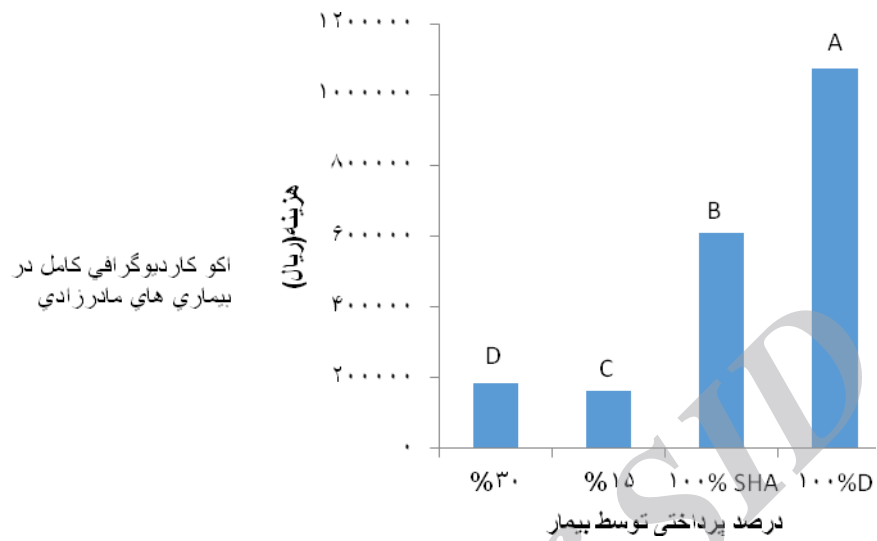 ۱۲۰۰۰۰۰
۱۰۰۰۰۰۰
۸۰۰۰۰۰
۶۰۰۰۰۰
۴۰۰۰۰۰
۲۰۰۰۰۰
۰
هزینه(ریال)
A
B
C
D
%۳۰
%۱۵
۱۰۰% SHA
۱۰۰%D
درصد پرداختی توسط بیمار
اکو کاردیوگرافي کامل در
بیماري هاي مادرزادي
SID